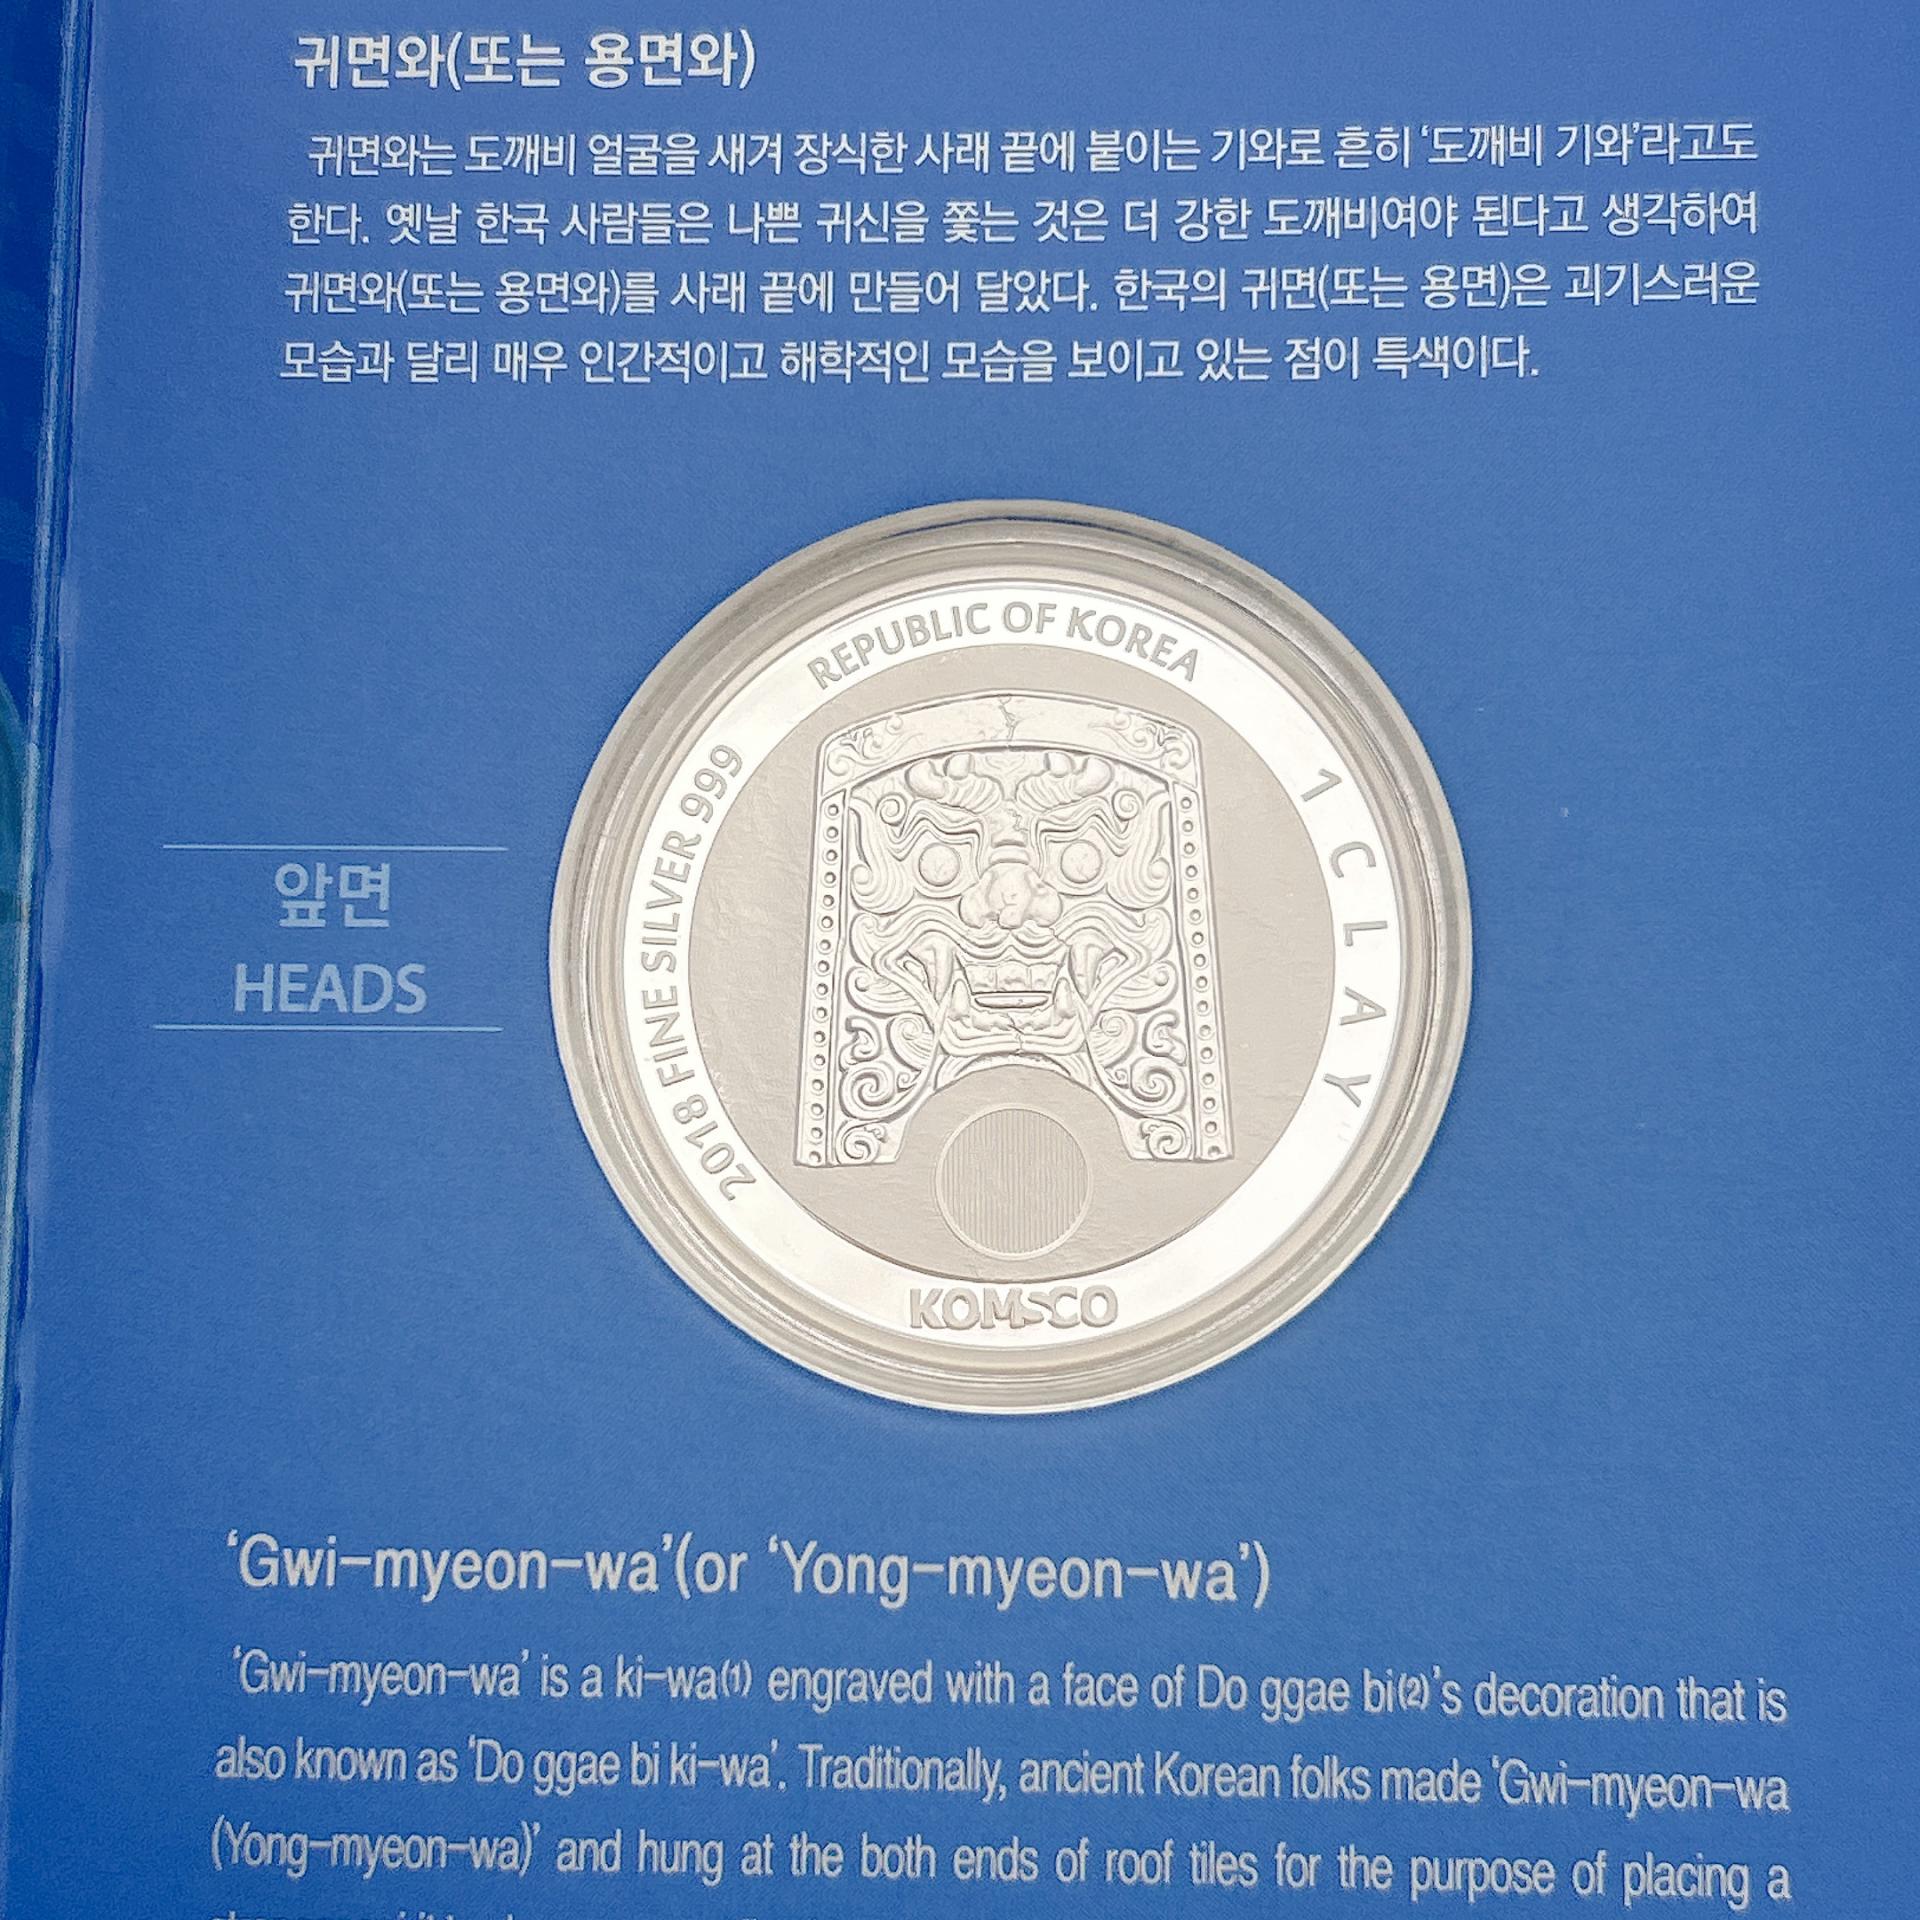 귀면와(또는 용면와)
귀면와는 도깨비 얼굴을 새겨 장식한 사래 끝에 붙이는 기와로 흔히 ‘도깨비 기와’라고도
한다. 옛날 한국 사람들은 나쁜 귀신을 쫓는 것은 더 강한 도깨비여야 된다고 생각하여
귀면와(또는 용면와)를 사래 끝에 만들어 달았다. 한국의 귀면(또는 용면)은 괴기스러운
모습과 달리 매우 인간적이고 해학적인 모습을 보이고 있는 점이 특색이다.
REPUBLIC OF KOREA
2018 FINE SILVER 999
1 CLAY
KOMSCO
앞면
HEADS
‘Gwi-myeon-wa’(or ‘Yong-myeon-wa’)
‘Gwi-myeon-wa’ is a ki-wa(1) engraved with a face of Do ggae bi(2)’s decoration that is
also known as ‘Do ggae bi ki-wa’. Traditionally, ancient Korean folks made ‘Gwi-myeon-wa
(Yong-myeon-wa)’ and hung at the both ends of roof tiles for the purpose of placing a